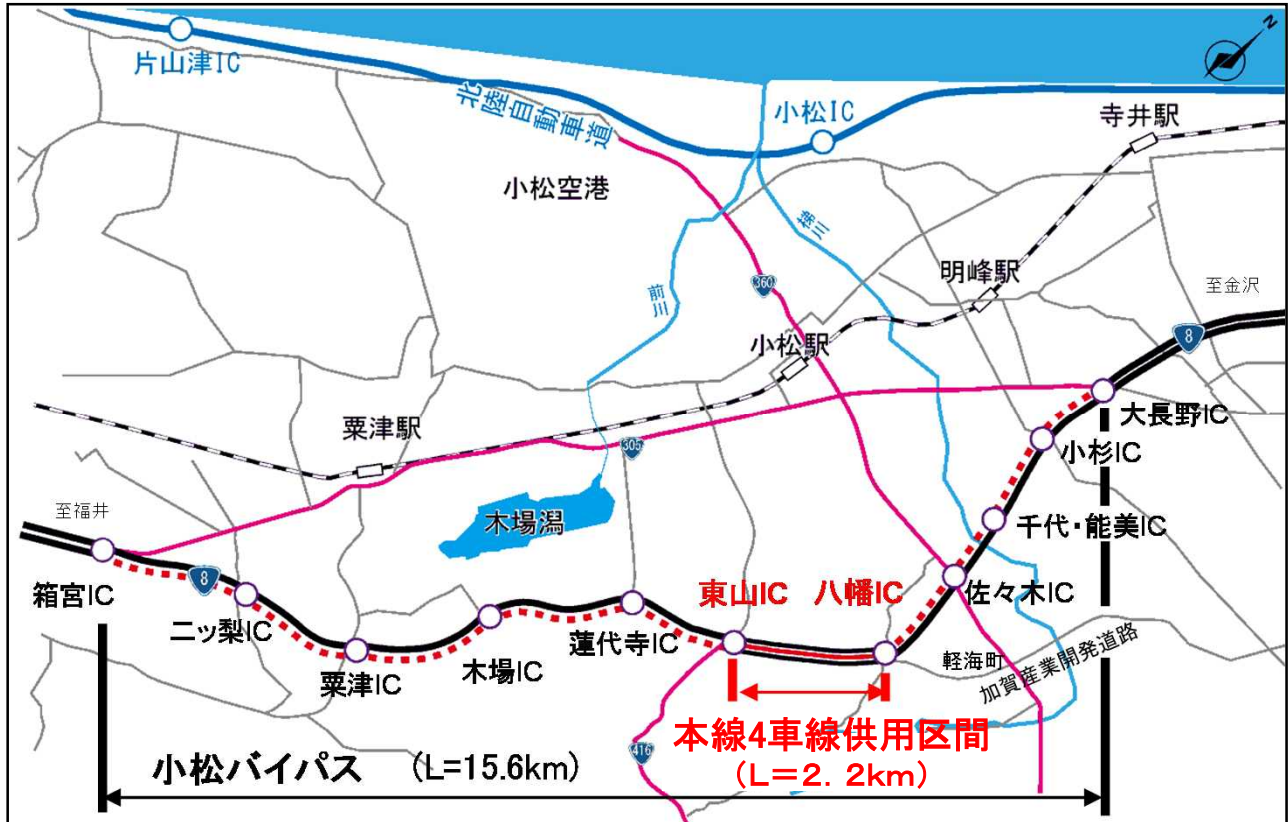 Z
片山津IC
北陸自動車道
小松IC
寺井駅
小松空港
梯川
明峰駅
前川
360
至金沢
8
小松駅
大長野IC
粟津駅
305
小杉IC
木場潟
千代・能美IC
至福井
8
箱宮IC
二ッ梨IC
粟津IC
木場IC
蓮代寺IC
東山IC
八幡IC
佐々木IC
軽海町
加賀産業開発道路
416
本線4車線供用区間
(L=2.2km)
小松バイパス (L=15.6km)